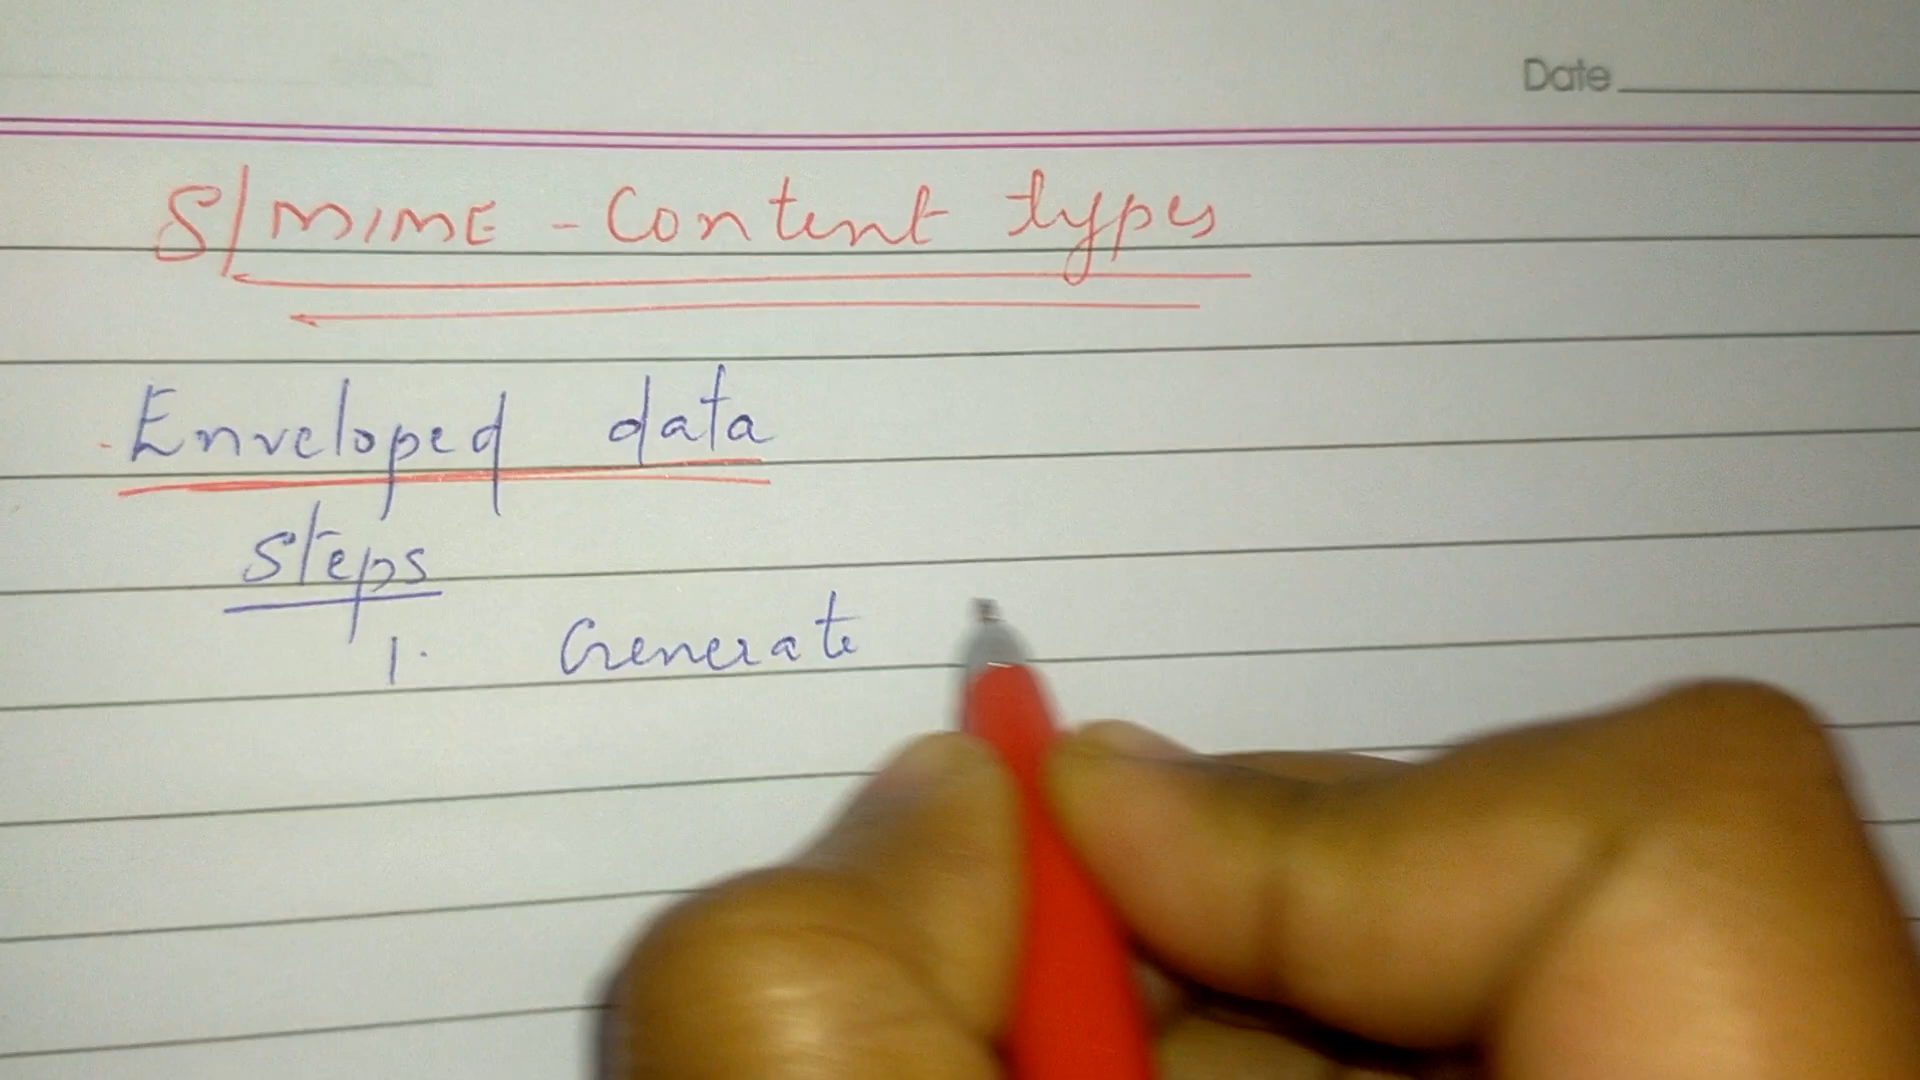 Date
S/MIME - Content types
Enveloped data
Steps
1. Generate